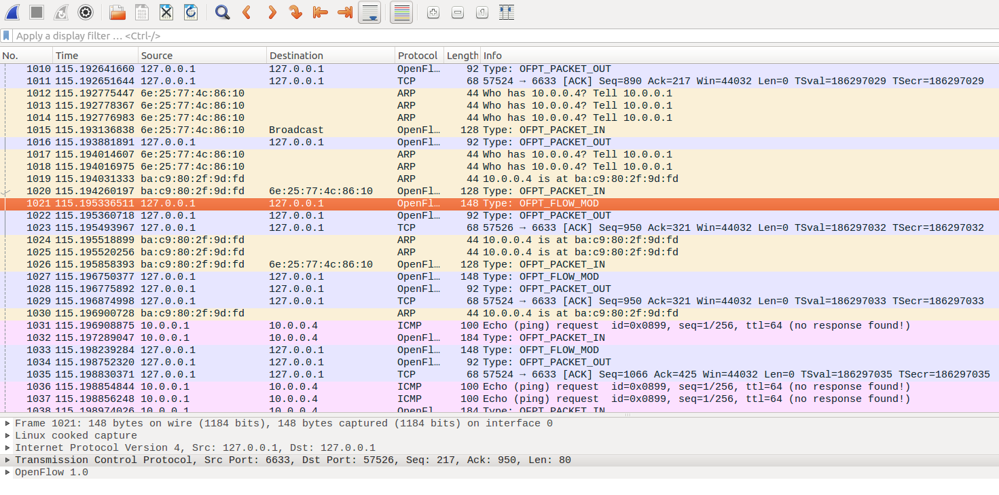 Apply a display filter ... <Ctrl-/>
No. Time Source Destination Protocol Length Info
1010 115.192641660 127.0.0.1 127.0.0.1 OpenFl… 92 Type: OFPT_PACKET_OUT
1011 115.192651644 127.0.0.1 127.0.0.1 TCP 68 57524 → 6633 [ACK] Seq=890 Ack=217 Win=44032 Len=0 TSval=186297029 TSecr=186297029
1012 115.192775447 6e:25:77:4c:86:10 ARP 44 Who has 10.0.0.4? Tell 10.0.0.1
1013 115.192778367 6e:25:77:4c:86:10 ARP 44 Who has 10.0.0.4? Tell 10.0.0.1
1014 115.192776983 6e:25:77:4c:86:10 ARP 44 Who has 10.0.0.4? Tell 10.0.0.1
1015 115.193136838 6e:25:77:4c:86:10 Broadcast OpenFl… 128 Type: OFPT_PACKET_IN
1016 115.193881891 127.0.0.1 127.0.0.1 OpenFl… 92 Type: OFPT_PACKET_OUT
1017 115.194014607 6e:25:77:4c:86:10 ARP 44 Who has 10.0.0.4? Tell 10.0.0.1
1018 115.194016975 6e:25:77:4c:86:10 ARP 44 Who has 10.0.0.4? Tell 10.0.0.1
1019 115.194031333 ba:c9:80:2f:9d:fd ARP 44 10.0.0.4 is at ba:c9:80:2f:9d:fd
1020 115.194260197 ba:c9:80:2f:9d:fd 6e:25:77:4c:86:10 OpenFl… 128 Type: OFPT_PACKET_IN
1021 115.195336511 127.0.0.1 127.0.0.1 OpenFl… 148 Type: OFPT_FLOW_MOD
1022 115.195360718 127.0.0.1 127.0.0.1 OpenFl… 92 Type: OFPT_PACKET_OUT
1023 115.195493967 127.0.0.1 127.0.0.1 TCP 68 57526 → 6633 [ACK] Seq=950 Ack=321 Win=44032 Len=0 TSval=186297032 TSecr=186297032
1024 115.195518899 ba:c9:80:2f:9d:fd ARP 44 10.0.0.4 is at ba:c9:80:2f:9d:fd
1025 115.195520256 ba:c9:80:2f:9d:fd ARP 44 10.0.0.4 is at ba:c9:80:2f:9d:fd
1026 115.195858393 ba:c9:80:2f:9d:fd 6e:25:77:4c:86:10 OpenFl… 128 Type: OFPT_PACKET_IN
1027 115.196750377 127.0.0.1 127.0.0.1 OpenFl… 148 Type: OFPT_FLOW_MOD
1028 115.196775892 127.0.0.1 127.0.0.1 OpenFl… 92 Type: OFPT_PACKET_OUT
1029 115.196874998 127.0.0.1 127.0.0.1 TCP 68 57524 → 6633 [ACK] Seq=950 Ack=321 Win=44032 Len=0 TSval=186297033 TSecr=186297033
1030 115.196900728 ba:c9:80:2f:9d:fd ARP 44 10.0.0.4 is at ba:c9:80:2f:9d:fd
1031 115.196908875 10.0.0.1 10.0.0.4 ICMP 100 Echo (ping) request id=0x0899, seq=1/256, ttl=64 (no response found!)
1032 115.197289047 10.0.0.1 10.0.0.4 OpenFl… 184 Type: OFPT_PACKET_IN
1033 115.198239284 127.0.0.1 127.0.0.1 OpenFl… 148 Type: OFPT_FLOW_MOD
1034 115.198752320 127.0.0.1 127.0.0.1 OpenFl… 92 Type: OFPT_PACKET_OUT
1035 115.198830371 127.0.0.1 127.0.0.1 TCP 68 57524 → 6633 [ACK] Seq=1066 Ack=425 Win=44032 Len=0 TSval=186297035 TSecr=186297035
1036 115.198854844 10.0.0.1 10.0.0.4 ICMP 100 Echo (ping) request id=0x0899, seq=1/256, ttl=64 (no response found!)
1037 115.198856248 10.0.0.1 10.0.0.4 ICMP 100 Echo (ping) request id=0x0899, seq=1/256, ttl=64 (no response found!)
1038 115.198974026 10.0.0.1 10.0.0.4 OpenFl 184 Type: OFPT_PACKET_IN
Frame 1021: 148 bytes on wire (1184 bits), 148 bytes captured (1184 bits) on interface 0
Linux cooked capture
Internet Protocol Version 4, Src: 127.0.0.1, Dst: 127.0.0.1
Transmission Control Protocol, Src Port: 6633, Dst Port: 57526, Seq: 217, Ack: 950, Len: 80
OpenFlow 1.0